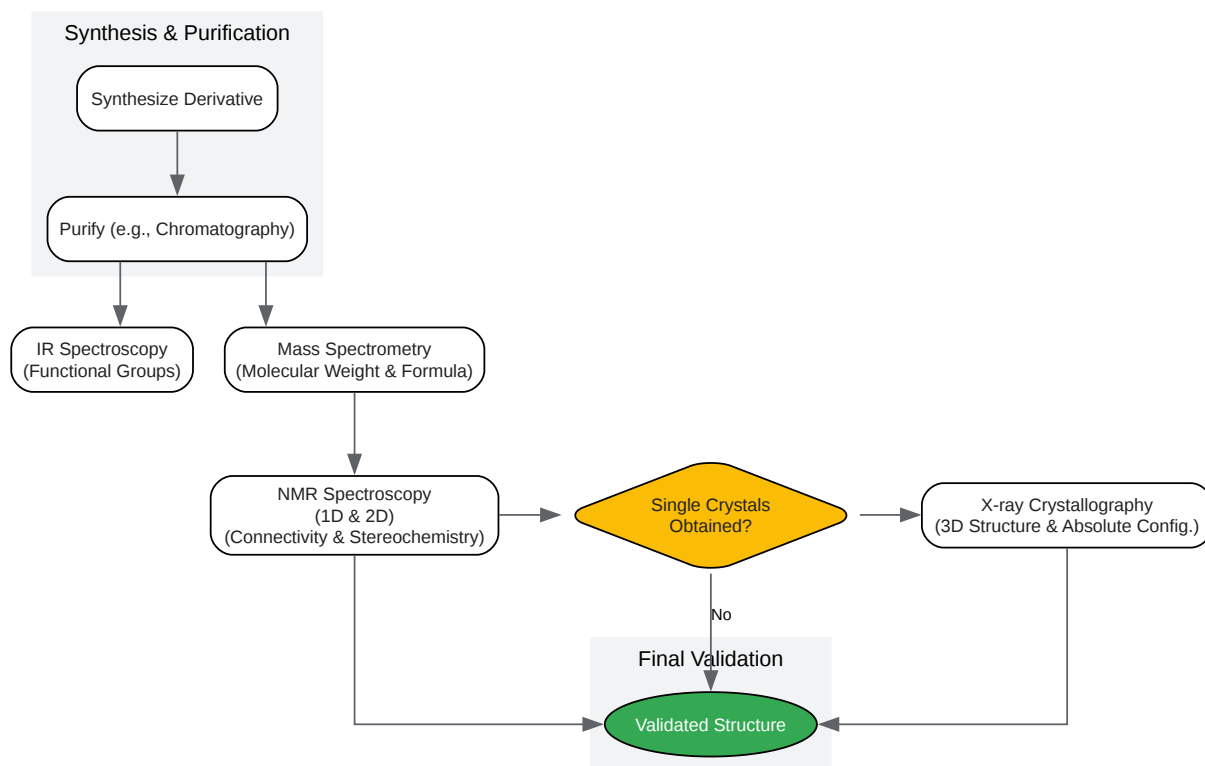 Synthesis & Purification
Synthesize Derivative
Purify (e.g., Chromatography)
IR Spectroscopy
(Functional Groups)
Mass Spectrometry
(Molecular Weight & Formula)
NMR Spectroscopy
(1D & 2D)
(Connectivity & Stereochemistry)
Single Crystals
Obtained?
X-ray Crystallography
(3D Structure & Absolute Config.)
No
Final Validation
Validated Structure